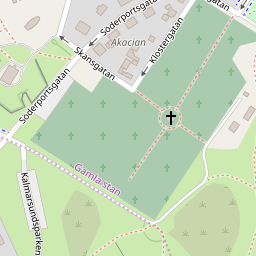 Söderportsgatan
Akacian
Klostergatan
Skansgatan
Söderportsgatan
Gamla stan
Kalmarsundsparken